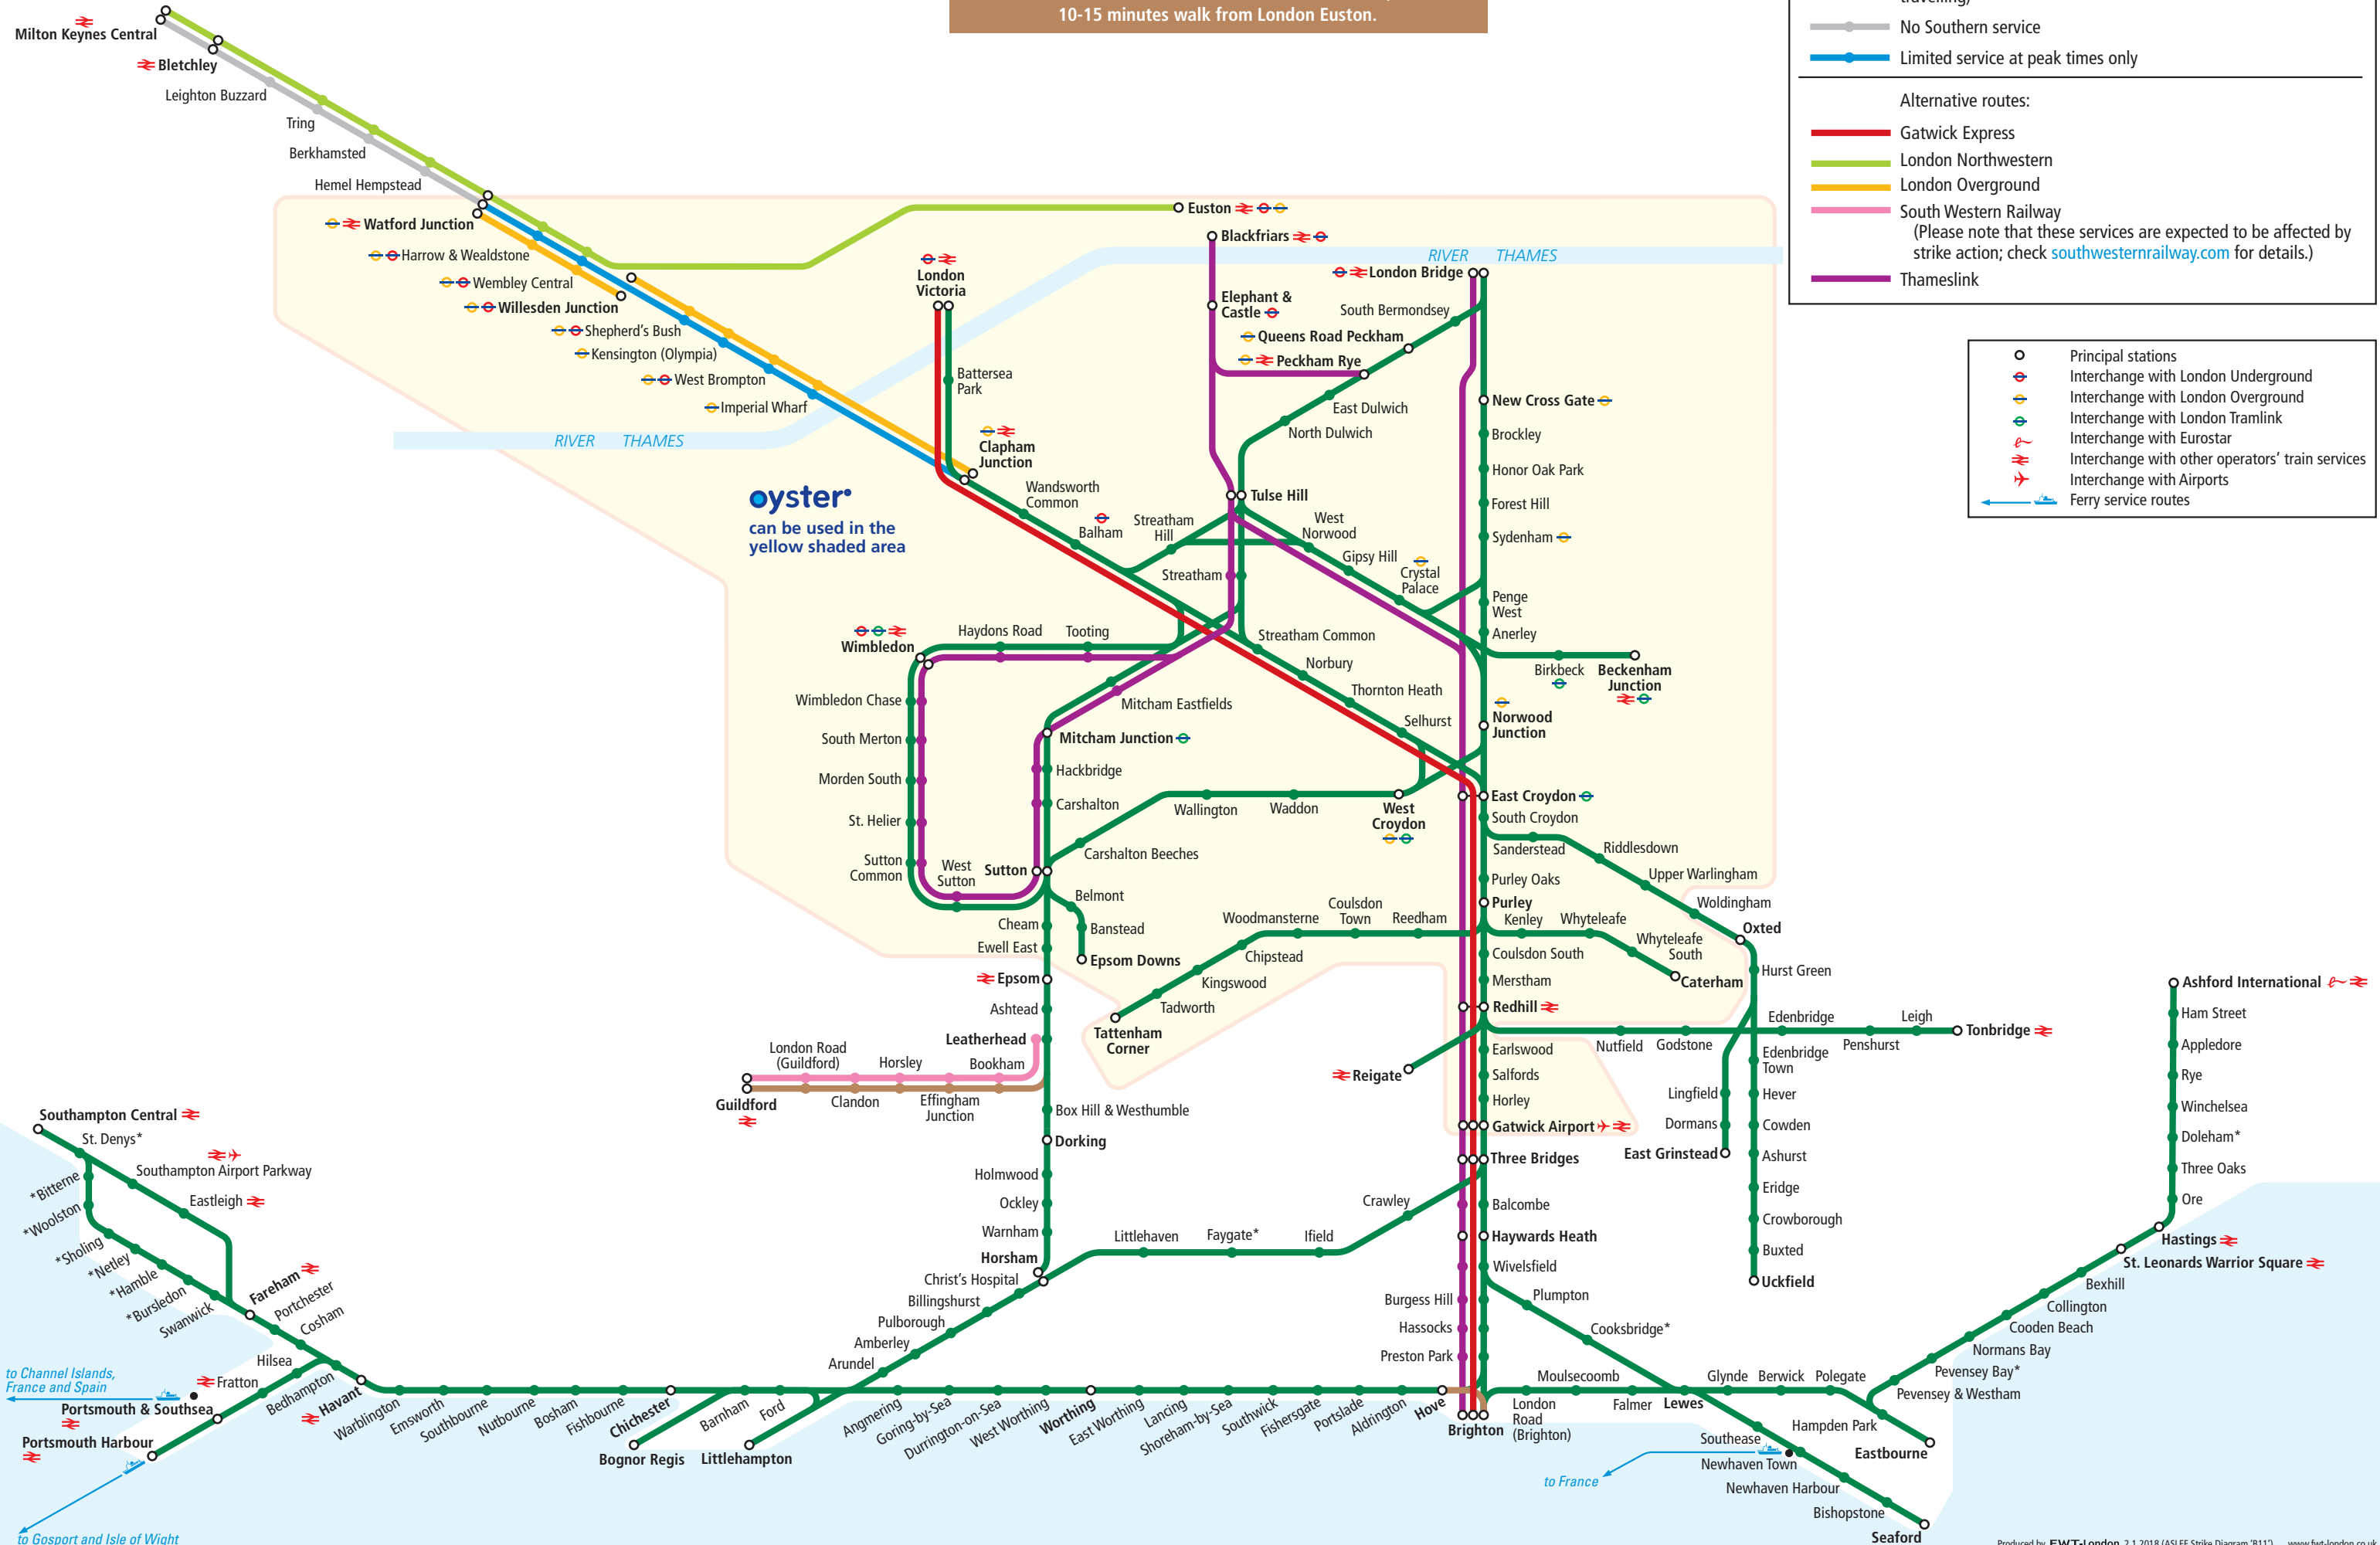 10-15 minutes walk from London Euston.
travelling)
No Southern service
Limited service at peak times only
Alternative routes:
Gatwick Express
London Northwestern
London Overground
South Western Railway
(Please note that these services are expected to be affected by
strike action; check southwesternrailway.com for details.)
Thameslink
Principal stations
Interchange with London Underground
Interchange with London Overground
Interchange with London Tramlink
Interchange with Eurostar
Interchange with other operators' train services
Interchange with Airports
Ferry service routes
Milton Keynes Central
Bletchley
Leighton Buzzard
Tring
Berkhamsted
Hemel Hempstead
Watford Junction
Harrow & Wealdstone
Wembley Central
Willesden Junction
Shepherd's Bush
Kensington (Olympia)
West Brompton
Imperial Wharf
RIVER THAMES
Euston
Blackfriars
RIVER THAMES
London
Victoria
London Bridge
Elephant &
Castle
South Bermondsey
Queens Road Peckham
Peckham Rye
Battersea
Park
East Dulwich
North Dulwich
New Cross Gate
Brockley
Honor Oak Park
Forest Hill
Sydenham
Clapham
Junction
oyster
can be used in the
yellow shaded area
Wandsworth
Common
Balham
Streatham
Hill
Tulse Hill
West
Norwood
Gipsy Hill
Crystal
Palace
Streatham
Penge
West
Anerley
Birkbeck
Beckenham
Junction
Wimbledon
Haydons Road
Tooting
Streatham Common
Norbury
Thornton Heath
Selhurst
Norwood
Junction
Wimbledon Chase
South Merton
Morden South
St. Helier
Sutton
Common
West
Sutton
Sutton
Mitcham Eastfields
Mitcham Junction
Hackbridge
Carshalton
Wallington
Waddon
West
Croydon
Carshalton Beeches
East Croydon
South Croydon
Sanderstead
Riddlesdown
Upper Warlingham
Woldingham
Oxted
Purley Oaks
Purley
Kenley
Whyteleafe
Whyteleafe
South
Caterham
Belmont
Banstead
Epsom Downs
Cheam
Ewell East
Epsom
Ashtead
Leatherhead
Woodmansterne
Coulsdon
Town
Reedham
Chipstead
Kingswood
Tadworth
Tattenham
Corner
Coulsdon South
Merstham
Redhill
Hurst Green
Nutfield
Godstone
Edenbridge
Penshurst
Leigh
Tonbridge
Reigate
Earlswood
Salfords
Horley
Gatwick Airport
Three Bridges
Lingfield
Dormans
East Grinstead
Edenbridge
Town
Hever
Cowden
Ashurst
Eridge
Crowborough
Buxted
Uckfield
Ashford International
Ham Street
Appledore
Rye
Winchelsea
Doleham*
Three Oaks
Ore
Hastings
St. Leonards Warrior Square
Bexhill
Collington
Cooden Beach
Normans Bay
Pevensey Bay*
Pevensey & Westham
London Road
(Guildford)
Horsley
Bookham
Guildford
Clandon
Effingham
Junction
Box Hill & Westhumble
Dorking
Holmwood
Ockley
Warnham
Horsham
Christ's Hospital
Billingshurst
Pulborough
Amberley
Arundel
Littlehaven
Faygate*
Ifield
Crawley
Balcombe
Haywards Heath
Wivelsfield
Burgess Hill
Hassocks
Preston Park
Plumpton
Cooksbridge*
Southampton Central
St. Denys*
Southampton Airport Parkway
Eastleigh
*Bitterne
*Woolston
*Sholing
*Netley
*Hamble
*Bursledon
Swanwick
Fareham
Portchester
Cosham
Hilsea
Fratton
Portsmouth & Southsea
Portsmouth Harbour
to Channel Islands,
France and Spain
to Gosport and Isle of Wight
Bedhampton
Havant
Warblington
Emsworth
Southbourne
Nutbourne
Bosham
Fishbourne
Chichester
Bognor Regis
Barnham
Ford
Littlehampton
Angmering
Goring-by-Sea
Durrington-on-Sea
West Worthing
Worthing
East Worthing
Lancing
Shoreham-by-Sea
Southwick
Fishersgate
Portslade
Aldrington
Hove
Brighton
London
Road
(Brighton)
Moulsecoomb
Falmer
Lewes
Glynde
Berwick
Polegate
Hampden Park
Eastbourne
Southease
Newhaven Town
Newhaven Harbour
Bishopstone
Seaford
to France
Produced by FWT-London 2.1.2018 (ASLEF Strike Diagram 'B11') www.fwt-london.co.uk